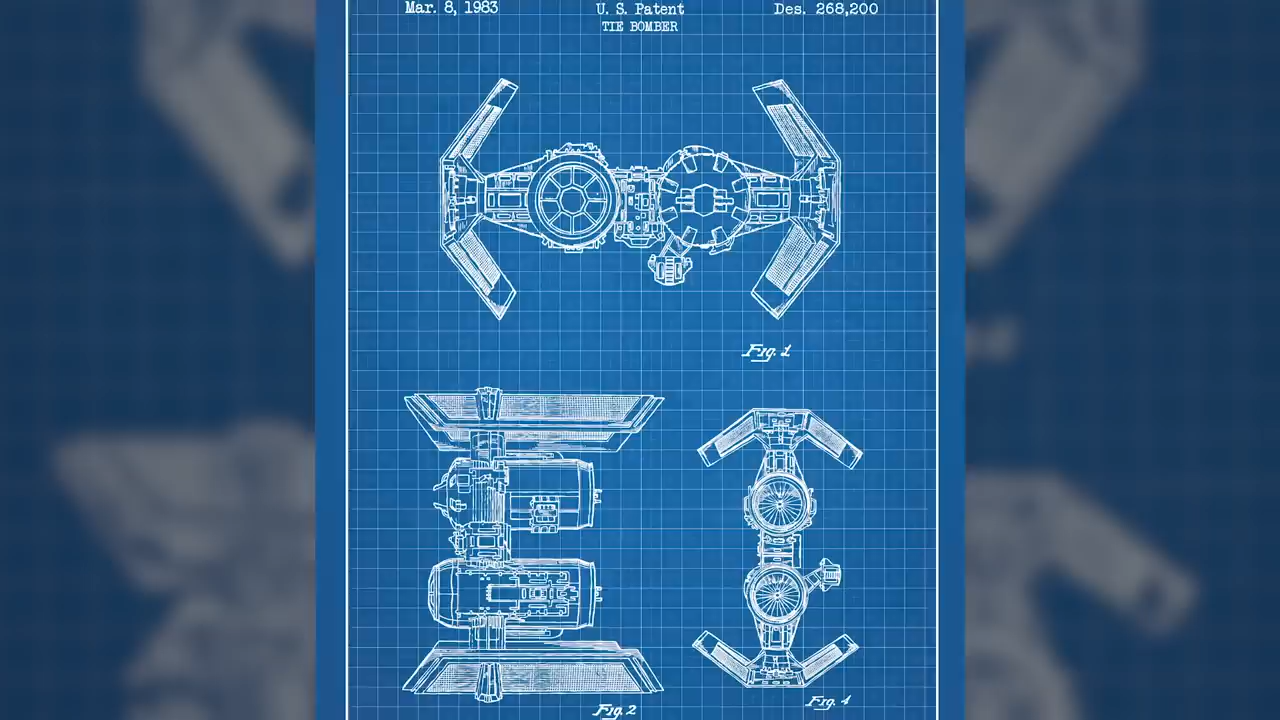 Mar. 8, 1983 U. S. Patent Des. 268,200
TIE BOMBER
Fig. 1
Fig. 2
Fig. 4